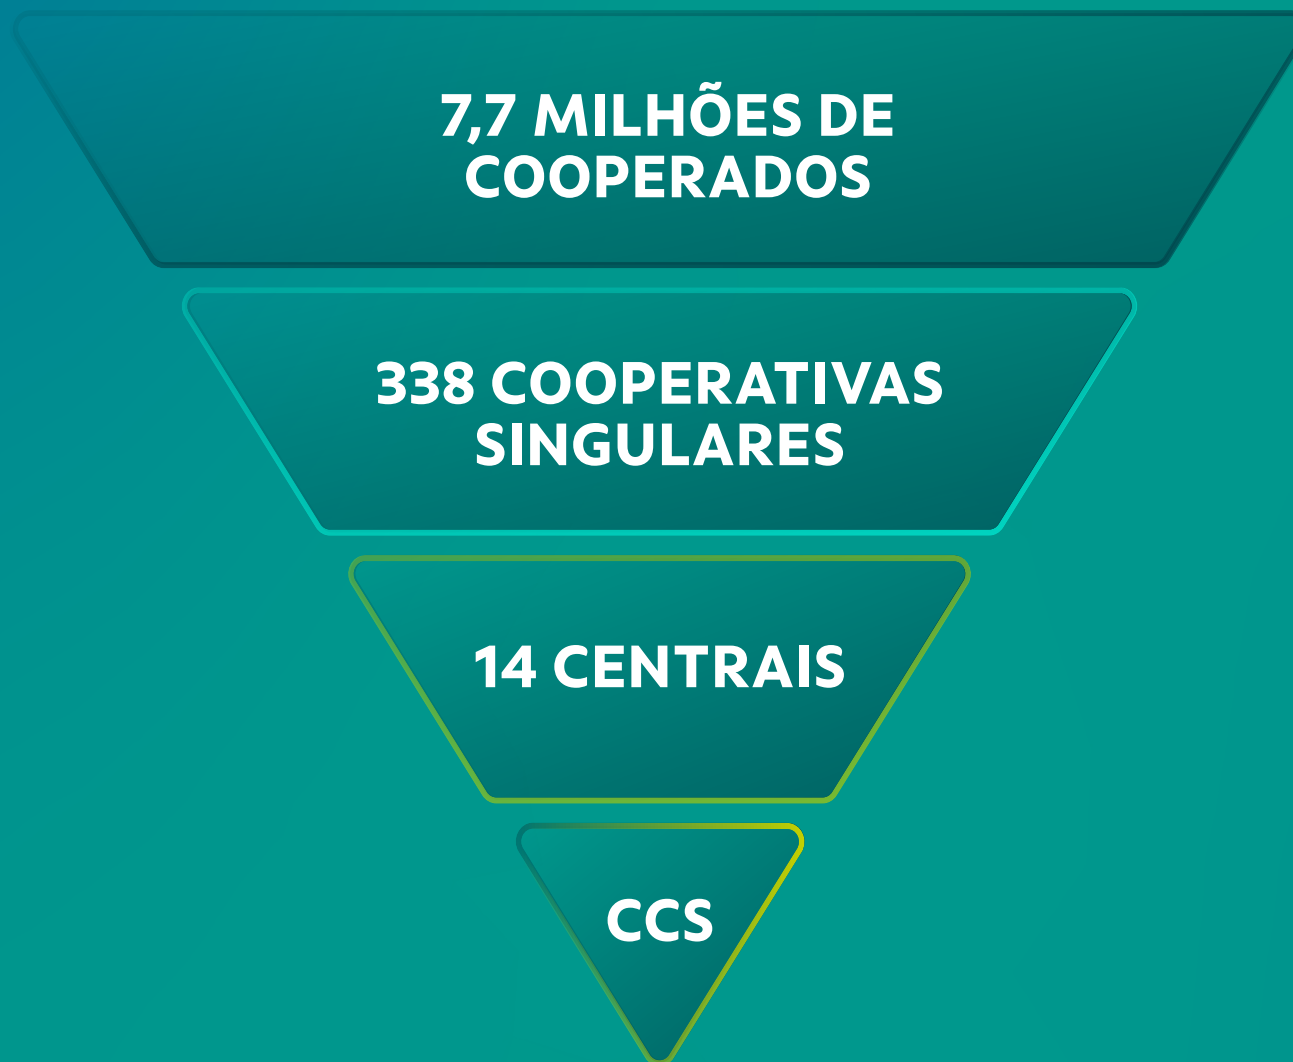 7,7 MILHÕES DE
COOPERADOS
338 COOPERATIVAS
SINGULARES
14 CENTRAIS
CCS